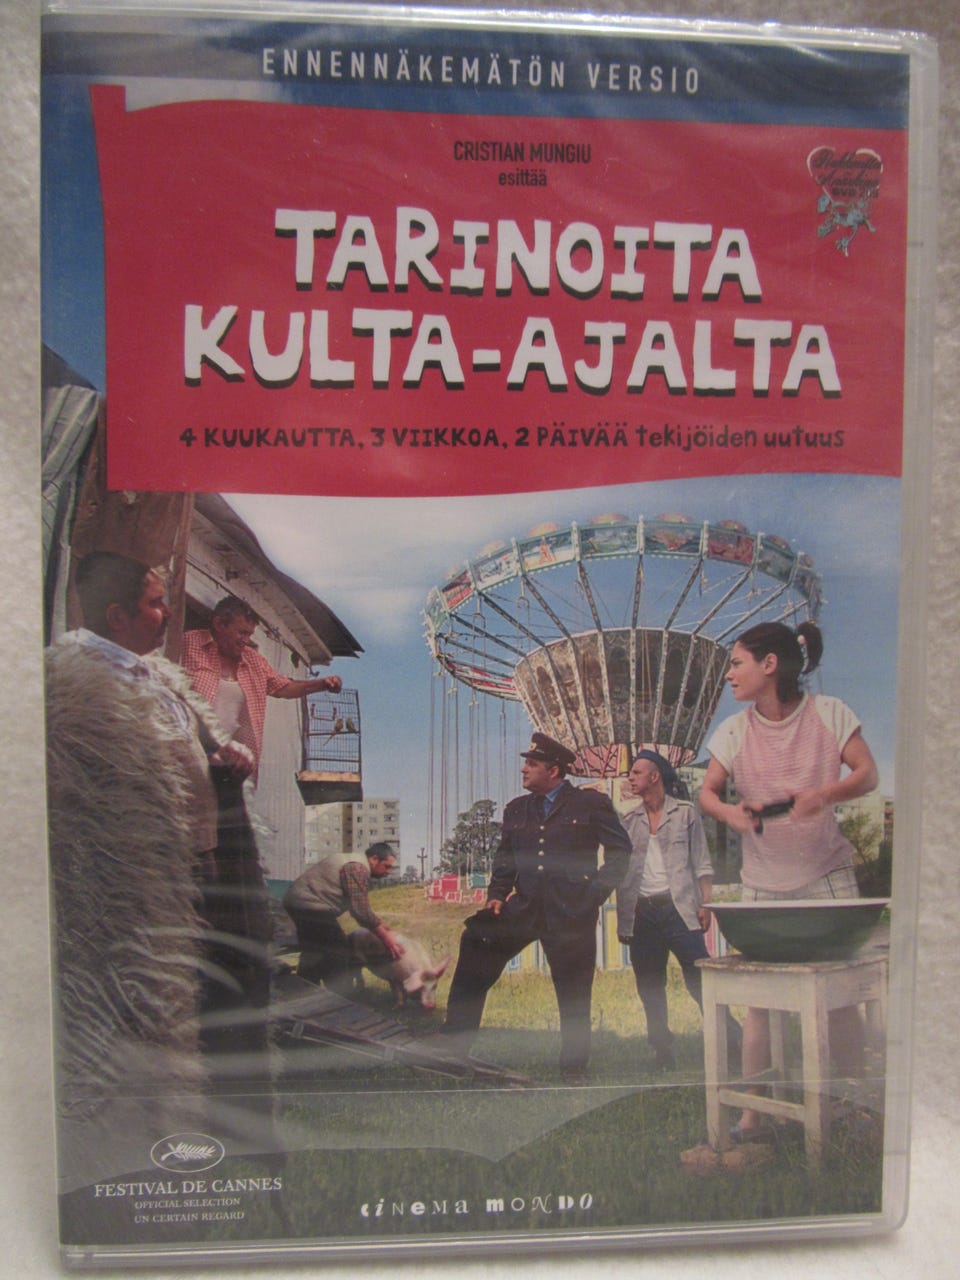 ENNENNÄKEMÄTÖN VERSIO
CRISTIAN MUNGIU
esittää
TARINOITA
KULTA-AJALTA
4 KUUKAUTTA, 3 VIIKKOA, 2 PÄIVÄÄ tekijöiden uutuus
FESTIVAL DE CANNES
OFFICIAL SELECTION
UN CERTAIN REGARD
CINEMA MONDO